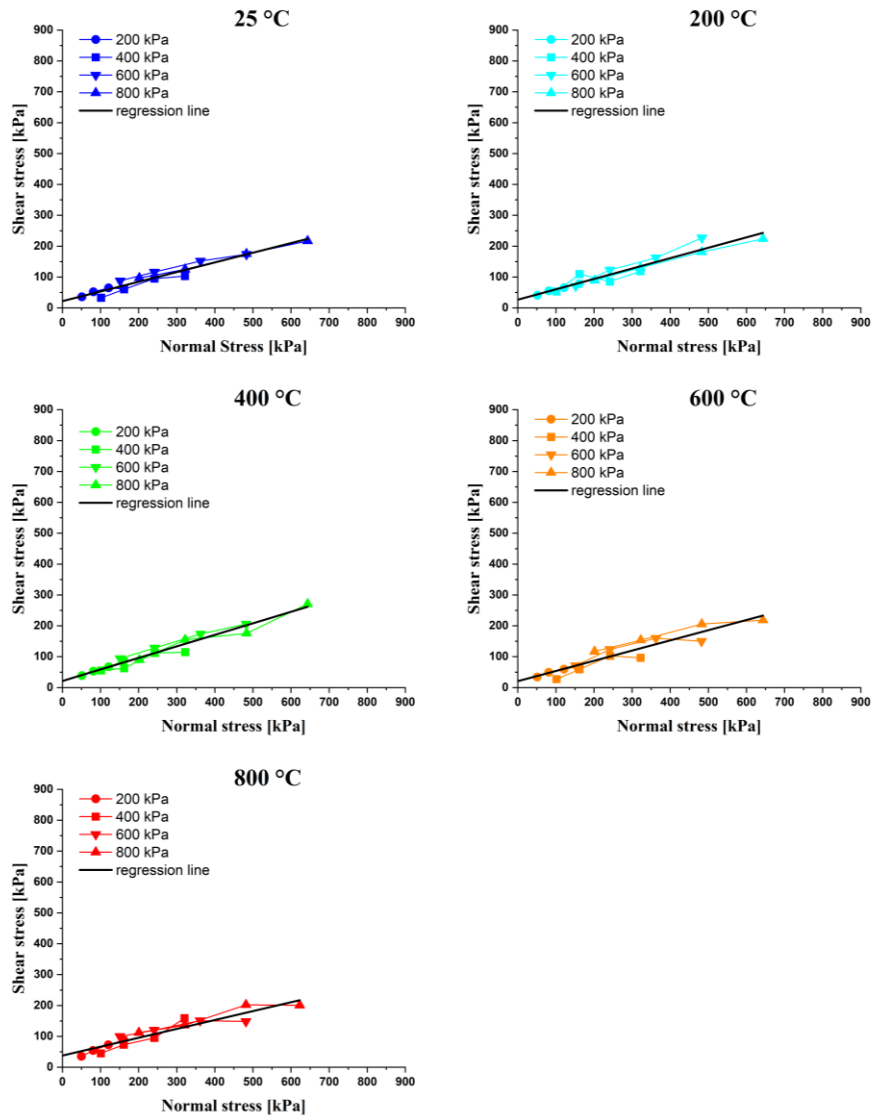 25 °C
200 kPa
400 kPa
600 kPa
800 kPa
regression line
Shear stress [kPa]
900
800
700
600
500
400
300
200
100
0
0 100 200 300 400 500 600 700 800 900
Normal Stress [kPa]
200 °C
200 kPa
400 kPa
600 kPa
800 kPa
regression line
Shear stress [kPa]
900
800
700
600
500
400
300
200
100
0
0 100 200 300 400 500 600 700 800 900
Normal stress [kPa]
400 °C
200 kPa
400 kPa
600 kPa
800 kPa
regression line
Shear stress [kPa]
900
800
700
600
500
400
300
200
100
0
0 100 200 300 400 500 600 700 800 900
Normal stress [kPa]
600 °C
200 kPa
400 kPa
600 kPa
800 kPa
regression line
Shear stress [kPa]
900
800
700
600
500
400
300
200
100
0
0 100 200 300 400 500 600 700 800 900
Normal stress [kPa]
800 °C
200 kPa
400 kPa
600 kPa
800 kPa
regression line
Shear stress [kPa]
900
800
700
600
500
400
300
200
100
0
0 100 200 300 400 500 600 700 800 900
Normal stress [kPa]